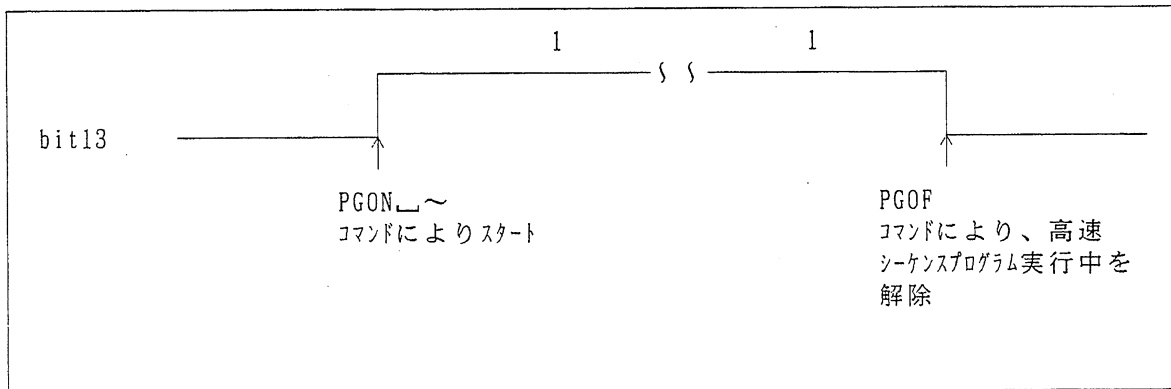 1 1
bit13
PGON␣～
ｺﾏﾝﾄﾞによりｽﾀｰﾄ
PGOF
ｺﾏﾝﾄﾞにより、高速
ｼｰｹﾝｽﾌﾟﾛｸﾞﾗﾑ実行中を
解除